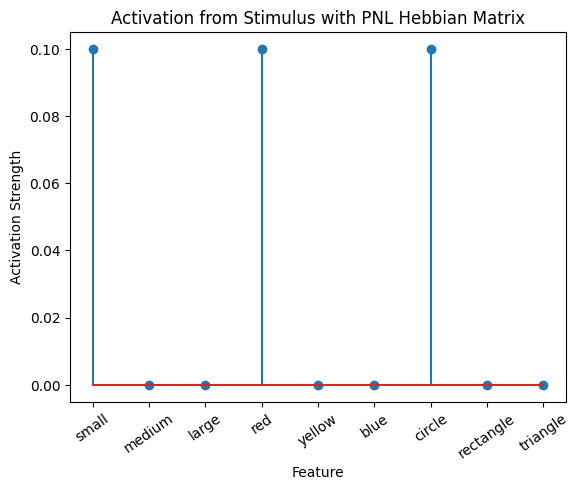 Activation from Stimulus with PNL Hebbian Matrix
Activation Strength
0.10
0.08
0.06
0.04
0.02
0.00
small
medium
large
red
yellow
blue
circle
rectangle
triangle
Feature